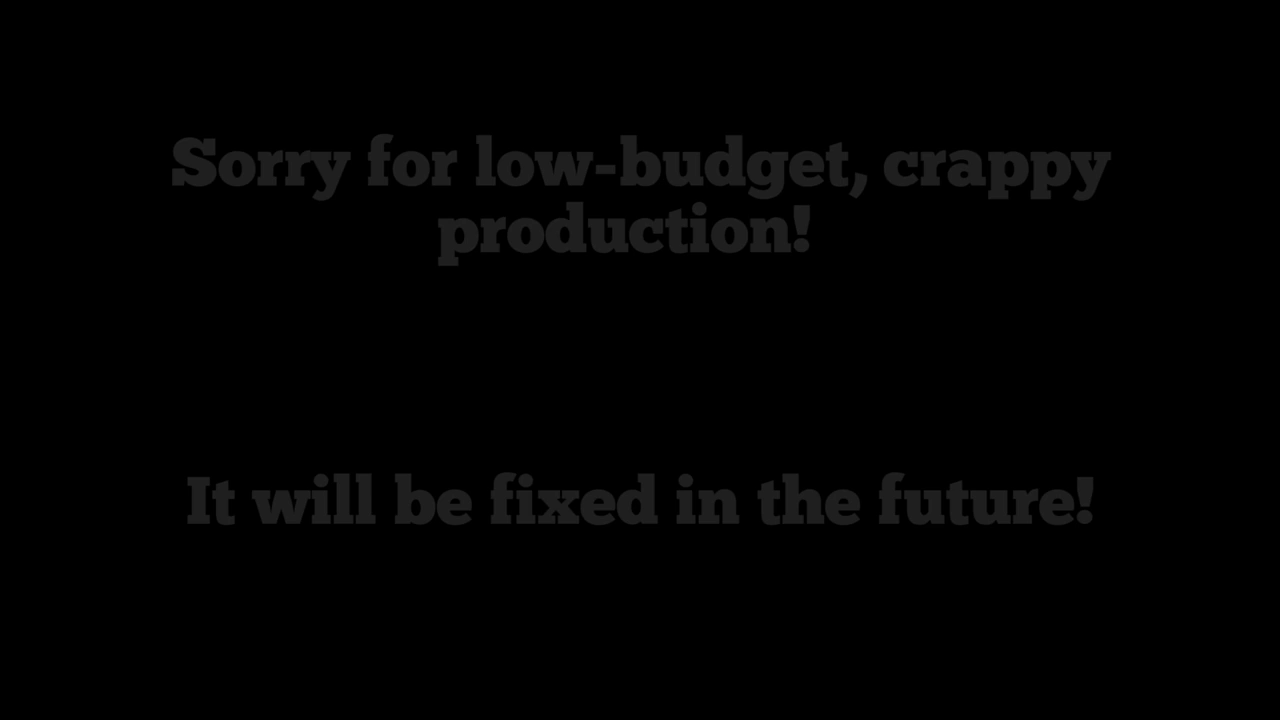 Sorry for low-budget, crappy
production!
It will be fixed in the future!